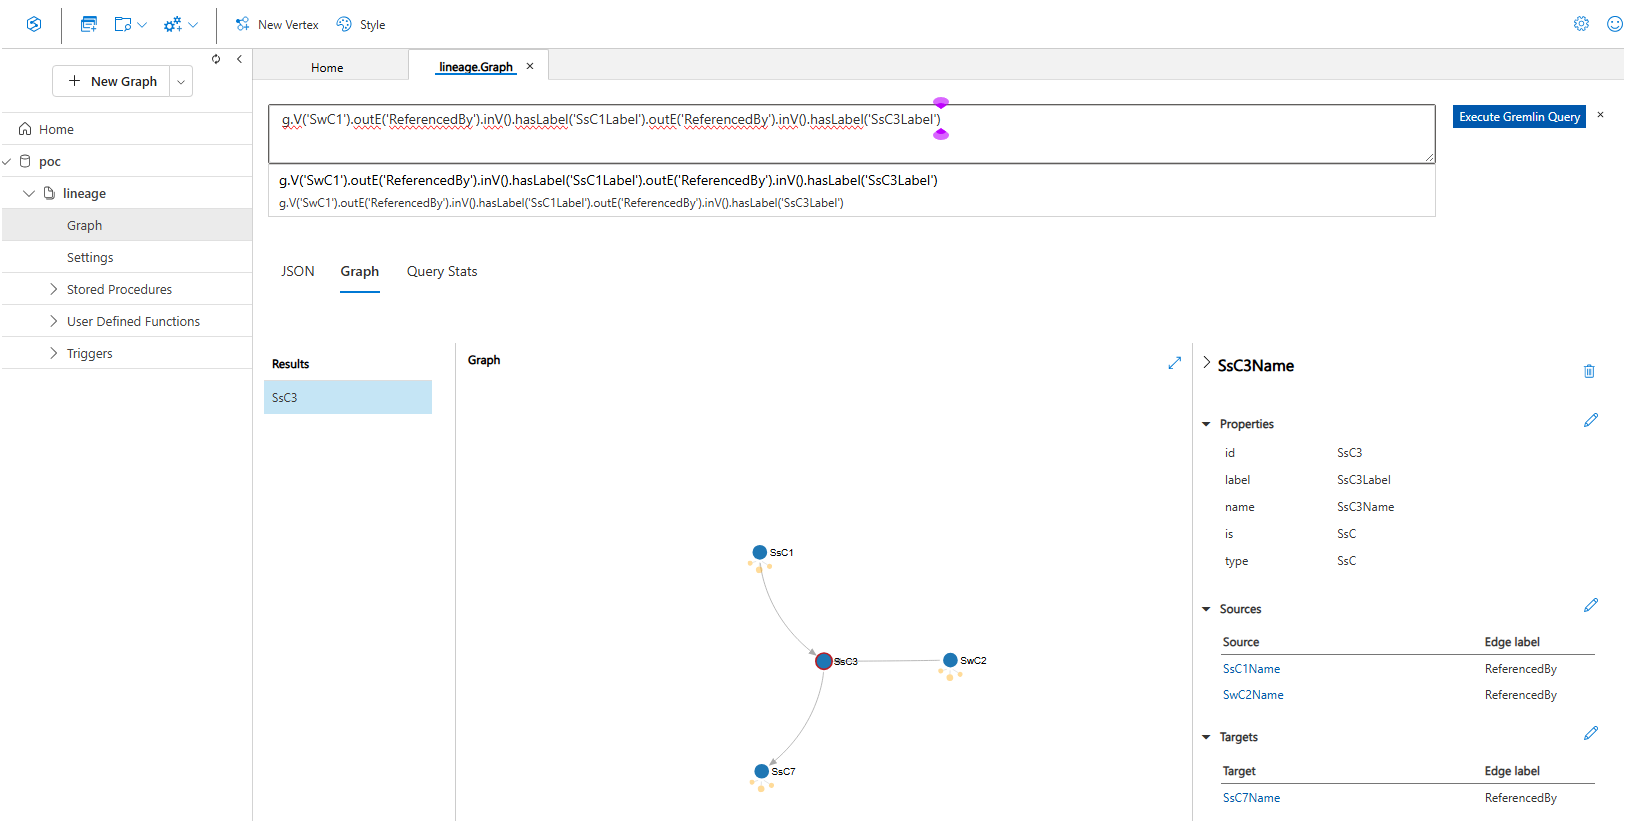 New Vertex Style
New Graph
Home
poc
lineage
Graph
Settings
Stored Procedures
User Defined Functions
Triggers
Home lineage.Graph
g.V('SwC1').outE('ReferencedBy').inV().hasLabel('SsC1Label').outE('ReferencedBy').inV().hasLabel('SsC3Label')
Execute Gremlin Query
g.V('SwC1').outE('ReferencedBy').inV().hasLabel('SsC1Label').outE('ReferencedBy').inV().hasLabel('SsC3Label')
g.V('SwC1').outE('ReferencedBy').inV().hasLabel('SsC1Label').outE('ReferencedBy').inV().hasLabel('SsC3Label')
JSON Graph Query Stats
Results
SsC3
Graph
SsC1
SsC3
SwC2
SsC7
SsC3Name
Properties
id SsC3
label SsC3Label
name SsC3Name
is SsC
type SsC
Sources
Source Edge label
SsC1Name ReferencedBy
SwC2Name ReferencedBy
Targets
Target Edge label
SsC7Name ReferencedBy